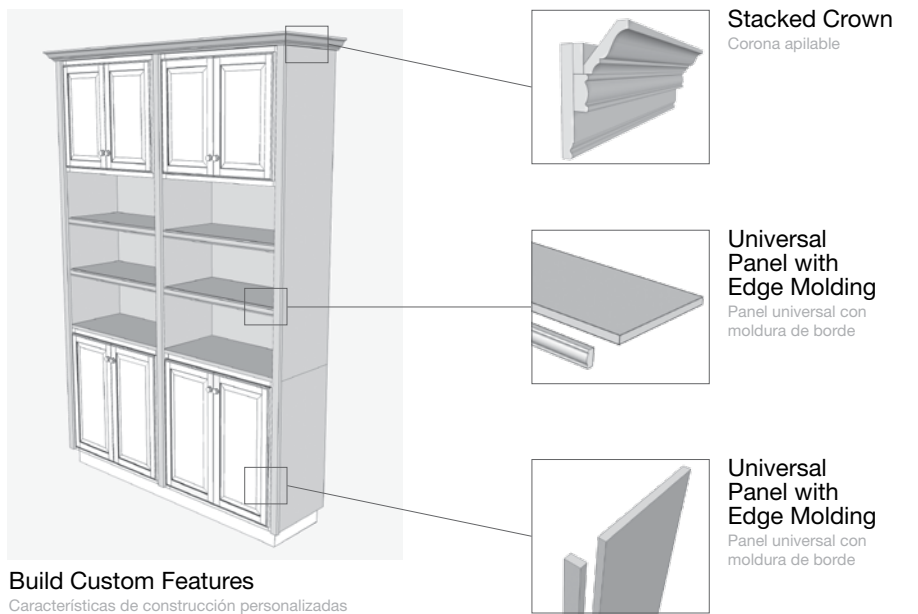 Stacked Crown
Corona apilable
Universal
Panel with
Edge Molding
Panel universal con
moldura de borde
Universal
Panel with
Edge Molding
Panel universal con
moldura de borde
Build Custom Features
Características de construcción personalizadas